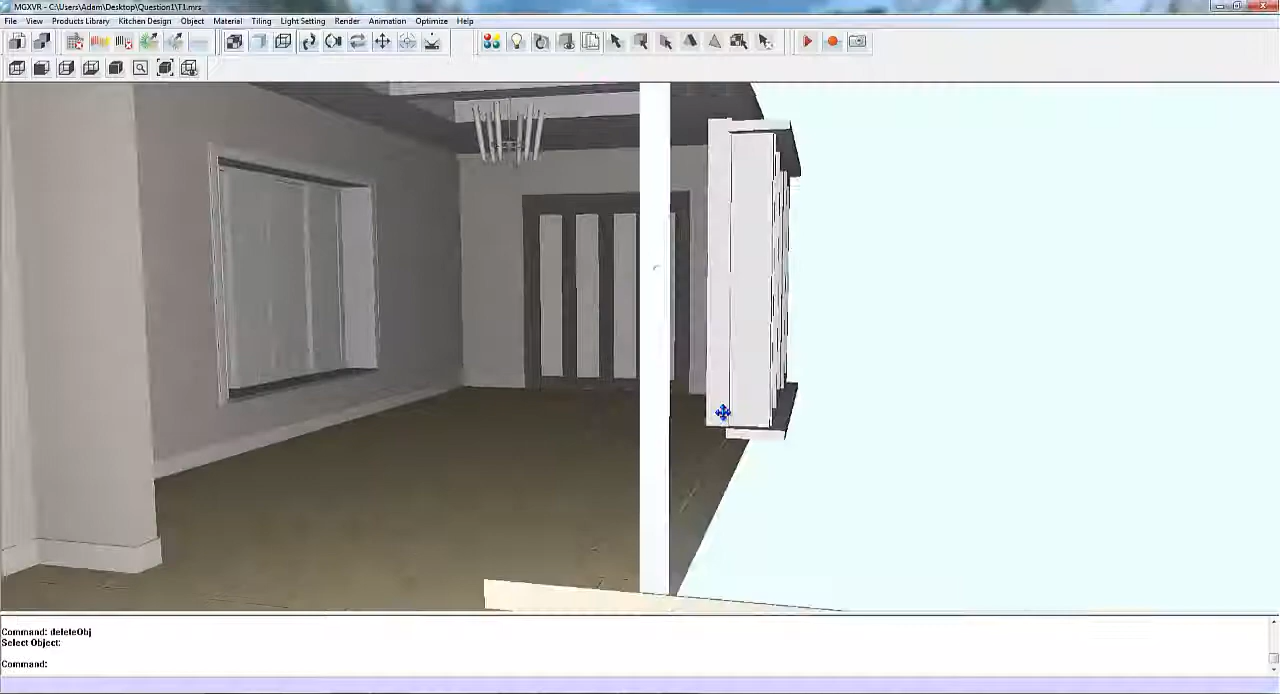 MGXVR - C:\Users\Adam\Desktop\Question1\T1.mrs
File View Products Library Kitchen Design Object Material Tiling Light Setting Render Animation Optimize Help
Command: deleteObj
Select Object:
Command: